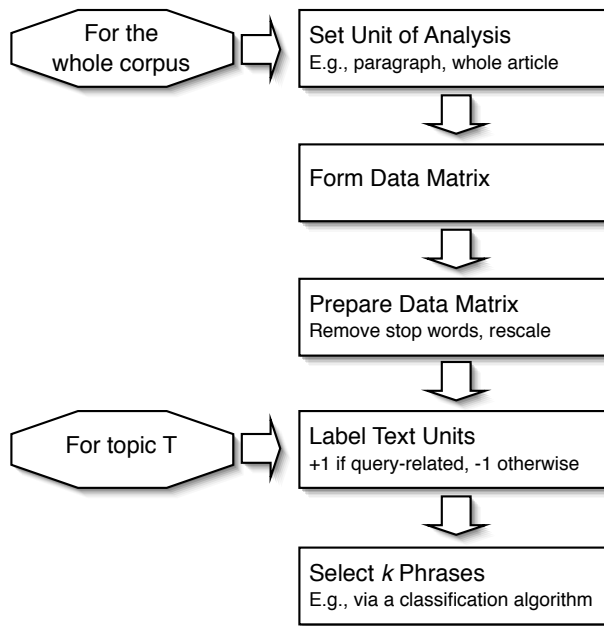 For the
whole corpus
Set Unit of Analysis
E.g., paragraph, whole article
Form Data Matrix
Prepare Data Matrix
Remove stop words, rescale
For topic T
Label Text Units
+1 if query-related, -1 otherwise
Select k Phrases
E.g., via a classification algorithm